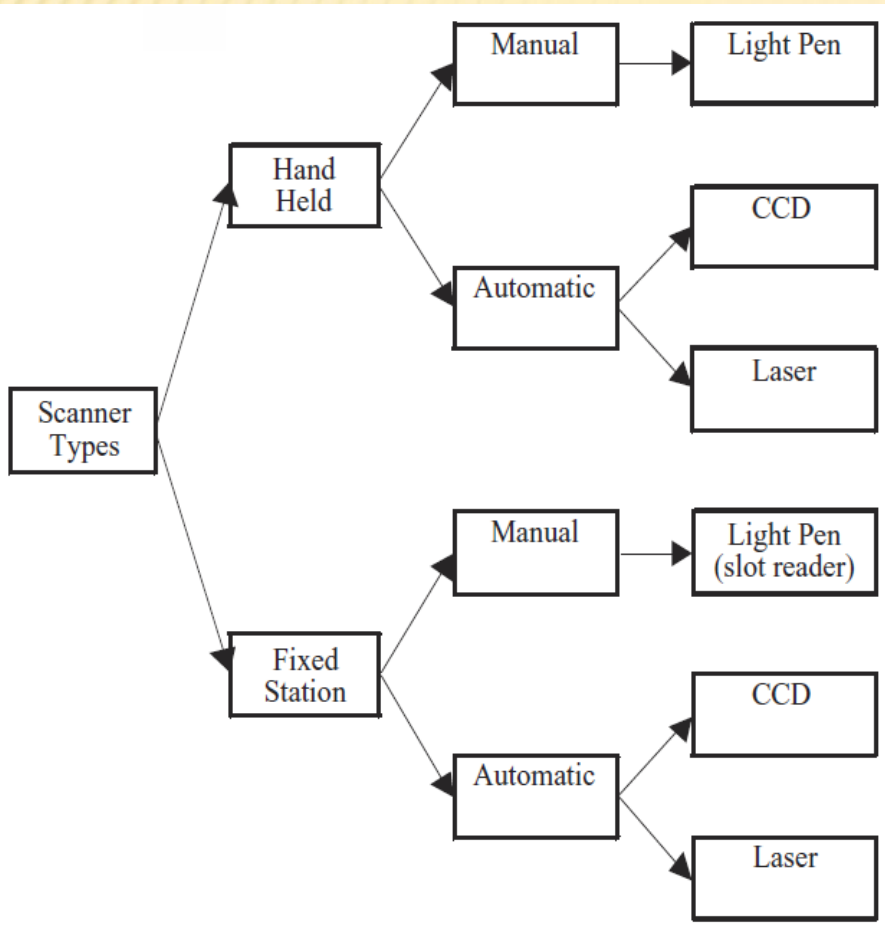 Manual
Light Pen
Hand
Held
CCD
Automatic
Laser
Scanner
Types
Manual
Light Pen
(slot reader)
Fixed
Station
CCD
Automatic
Laser